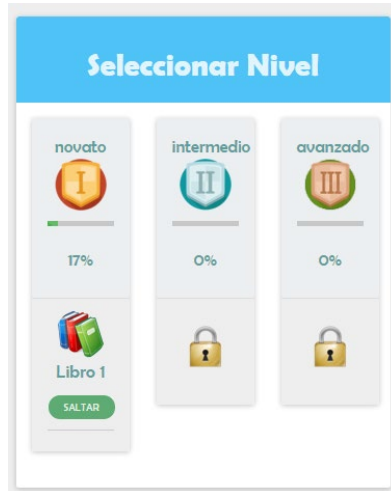 Seleccionar Nivel
novato
I
17%
Libro 1
SALTAR
intermedio
II
0%
avanzado
III
0%